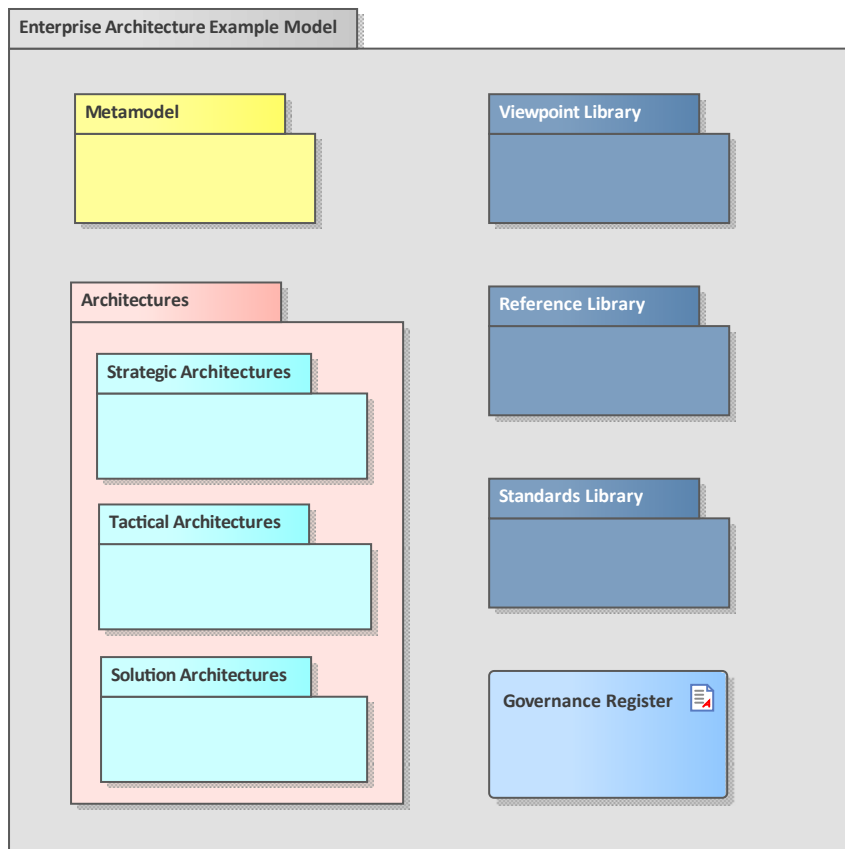 Enterprise Architecture Example Model
Metamodel
Viewpoint Library
Architectures
Reference Library
Strategic Architectures
Tactical Architectures
Standards Library
Solution Architectures
Governance Register